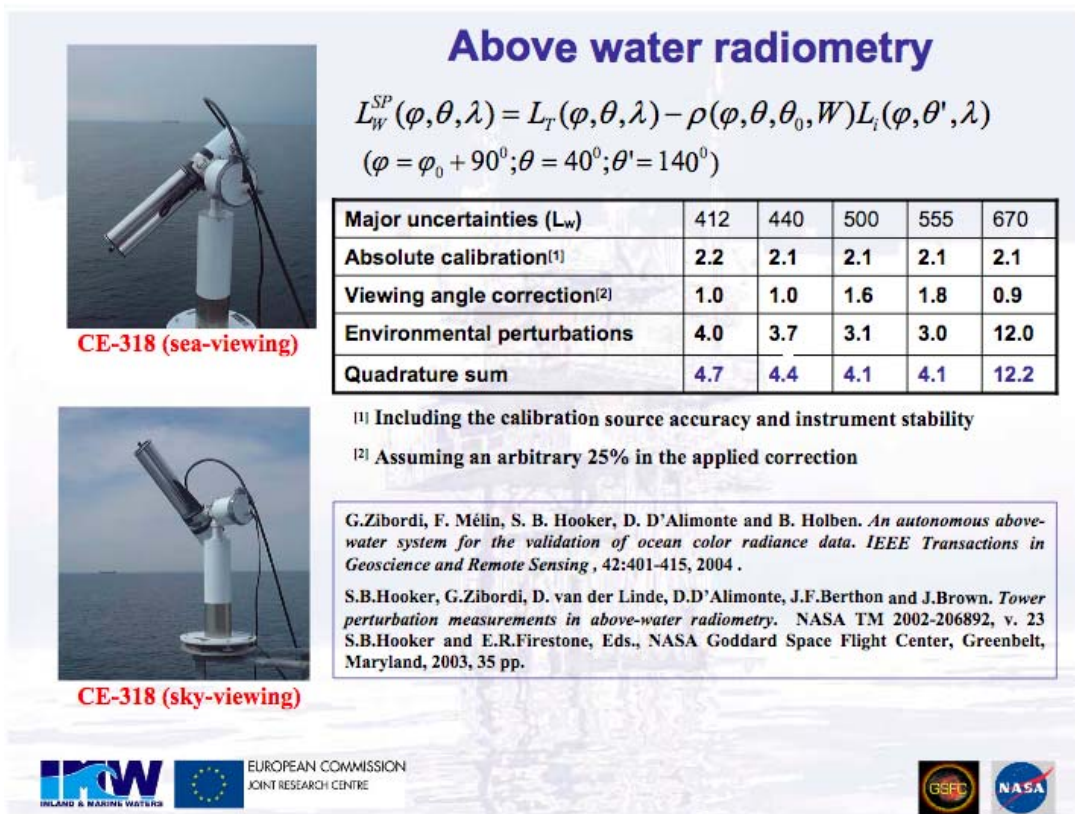 Above water radiometry
L_W^{SP}(φ,θ,λ) = L_T(φ,θ,λ) − ρ(φ,θ,θ_0,W)L_i(φ,θ',λ)
(φ = φ_0 + 90^0; θ = 40^0; θ' = 140^0)
CE-318 (sea-viewing)
Major uncertainties (L_w) 412 440 500 555 670
Absolute calibration[1] 2.2 2.1 2.1 2.1 2.1
Viewing angle correction[2] 1.0 1.0 1.6 1.8 0.9
Environmental perturbations 4.0 3.7 3.1 3.0 12.0
Quadrature sum 4.7 4.4 4.1 4.1 12.2
[1] Including the calibration source accuracy and instrument stability
[2] Assuming an arbitrary 25% in the applied correction
CE-318 (sky-viewing)
G.Zibordi, F. Mélin, S. B. Hooker, D. D'Alimonte and B. Holben. An autonomous above-
water system for the validation of ocean color radiance data. IEEE Transactions in
Geoscience and Remote Sensing , 42:401-415, 2004 .
S.B.Hooker, G.Zibordi, D. van der Linde, D.D'Alimonte, J.F.Berthon and J.Brown. Tower
perturbation measurements in above-water radiometry. NASA TM 2002-206892, v. 23
S.B.Hooker and E.R.Firestone, Eds., NASA Goddard Space Flight Center, Greenbelt,
Maryland, 2003, 35 pp.
IMW
INLAND & MARINE WATERS
EUROPEAN COMMISSION
JOINT RESEARCH CENTRE
GSFC
NASA